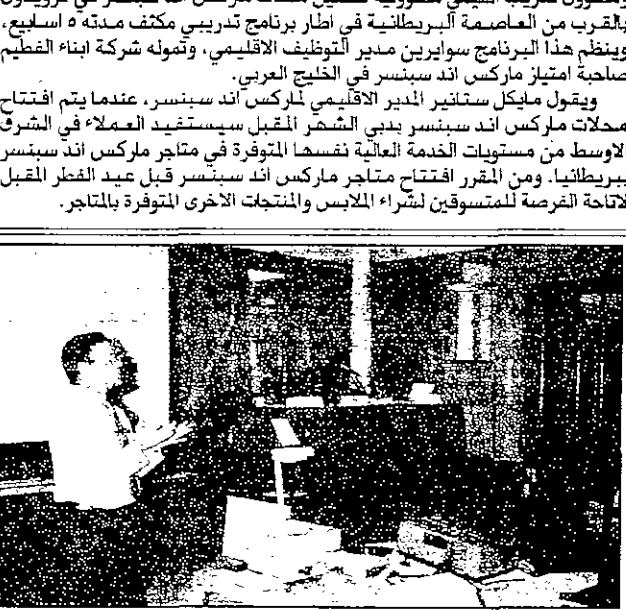 بالقرب من العاصمة البريطانية في اطار برنامج تدريبي مكثف مدته ٥ اسابيع،
وينظم هذا البرنامج سوايرين مدير التوظيف الاقليمي، وتموله شركة ابناء الفطيم
صاحبة امتياز ماركس اند سبنسر في الخليج العربي.
ويقول مايكل ستانير المدير الاقليمي لماركس اند سبنسر، عندما يتم افتتاح
محلات ماركس اند سبنسر بدبي الشهر المقبل سيستفيد العملاء في الشرق
الاوسط من مستويات الخدمة العالية نفسها المتوفرة في متاجر ماركس اند سبنسر
ببريطانيا. ومن المقرر افتتاح متاجر ماركس اند سبنسر قبل عيد الفطر المقبل
لاتاحة الفرصة للمتسوقين لشراء الملابس والمنتجات الاخرى المتوفرة بالمتاجر.